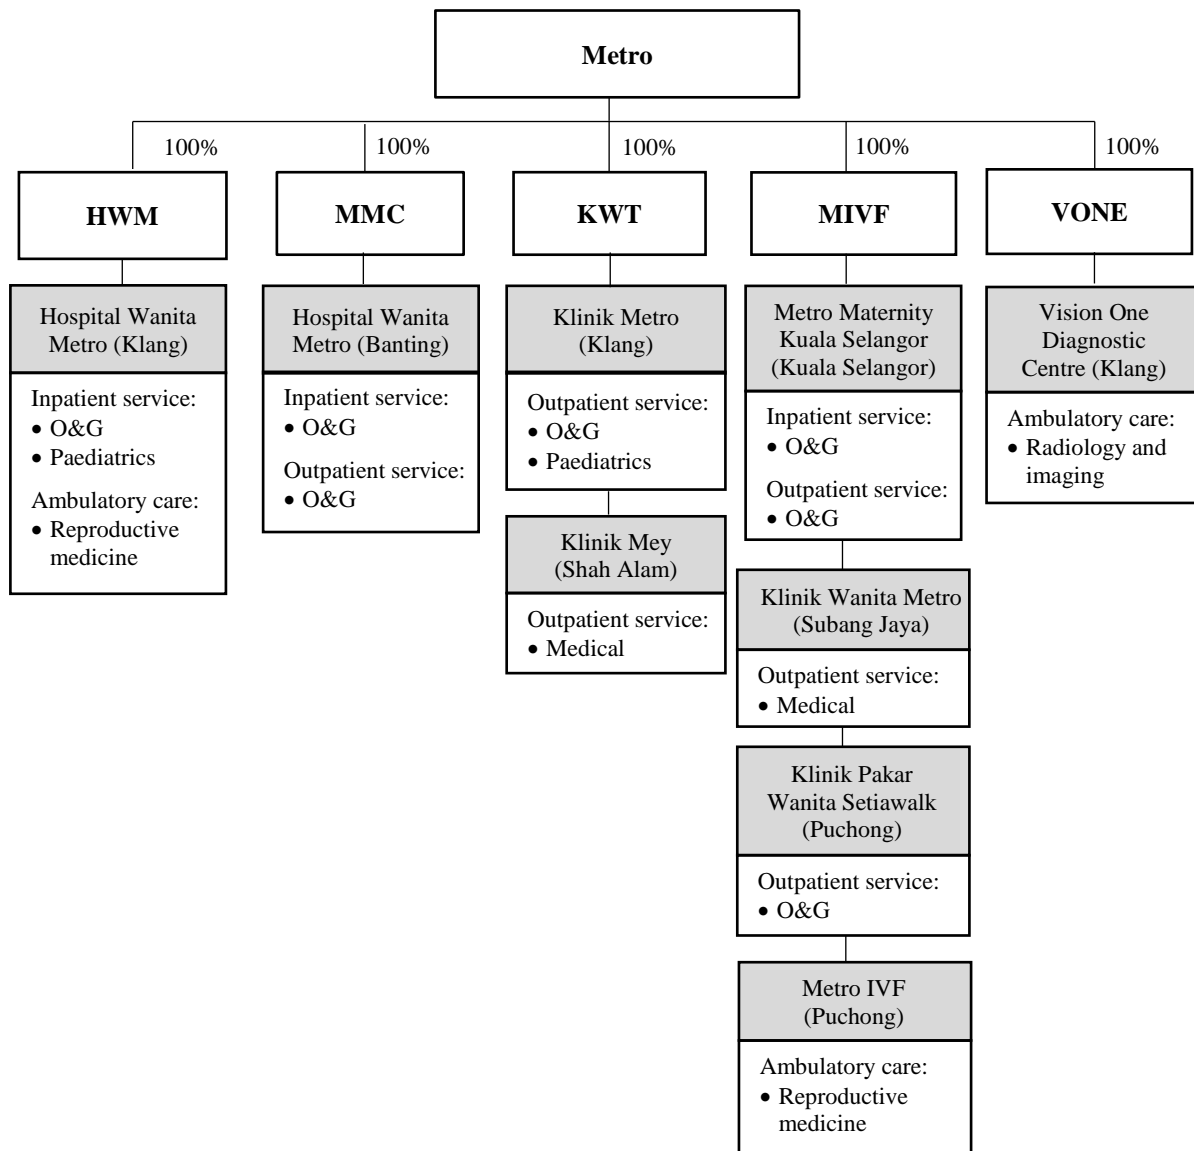 Metro
100%
100%
100%
100%
100%
HWM
MMC
KWT
MIVF
VONE
Hospital Wanita
Metro (Klang)
Inpatient service:
• O&G
• Paediatrics
Ambulatory care:
• Reproductive
medicine
Hospital Wanita
Metro (Banting)
Inpatient service:
• O&G
Outpatient service:
• O&G
Klinik Metro
(Klang)
Outpatient service:
• O&G
• Paediatrics
Klinik Mey
(Shah Alam)
Outpatient service:
• Medical
Metro Maternity
Kuala Selangor
(Kuala Selangor)
Inpatient service:
• O&G
Outpatient service:
• O&G
Klinik Wanita Metro
(Subang Jaya)
Outpatient service:
• Medical
Klinik Pakar
Wanita Setiawalk
(Puchong)
Outpatient service:
• O&G
Metro IVF
(Puchong)
Ambulatory care:
• Reproductive
medicine
Vision One
Diagnostic
Centre (Klang)
Ambulatory care:
• Radiology and
imaging